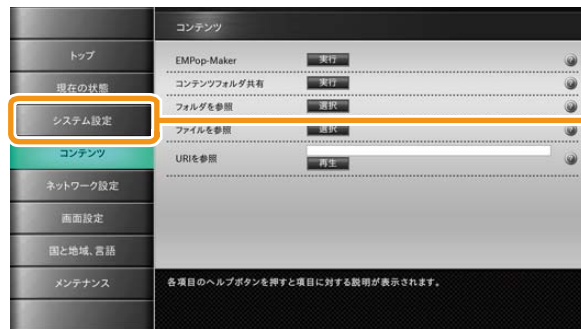 コンテンツ
トップ
現在の状態
システム設定
コンテンツ
ネットワーク設定
画面設定
国と地域、言語
メンテナンス
EMPop-Maker 実行
コンテンツフォルダ共有 実行
フォルダを参照 選択
ファイルを参照 選択
URIを参照
再生
各項目のヘルプボタンを押すと項目に対する説明が表示されます。